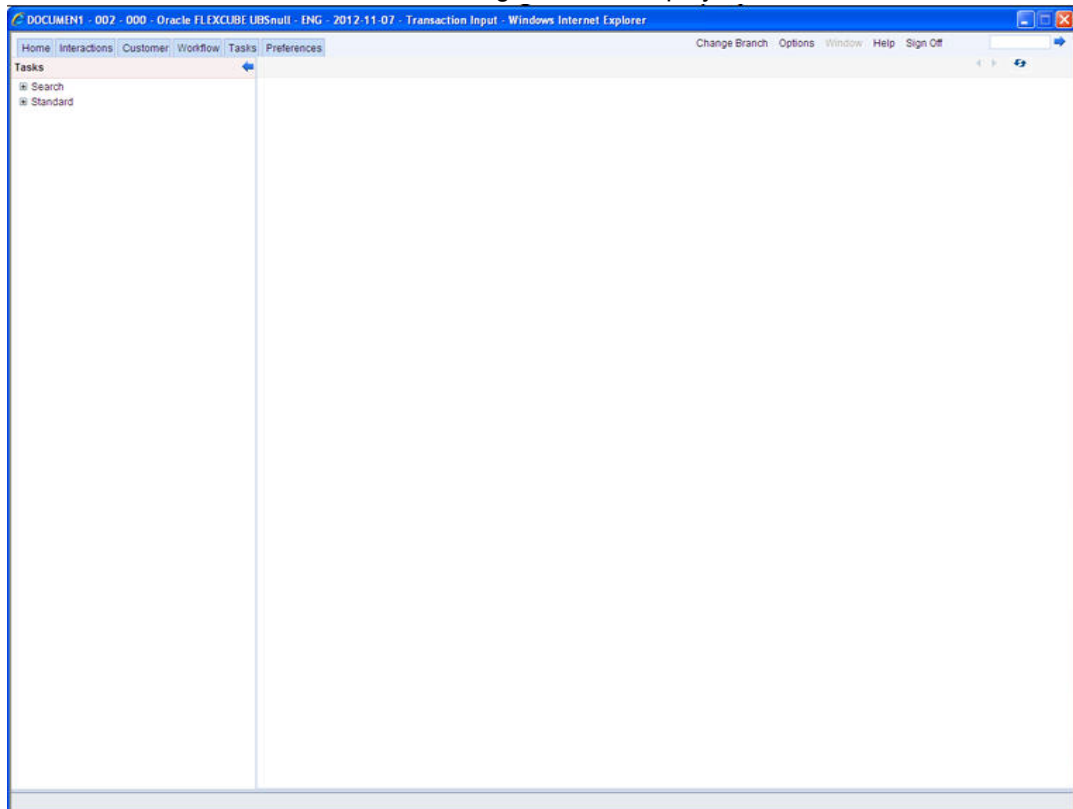 DOCUMENT1 - 002 - 000 - Oracle FLEXCUBE UBSnull - ENG - 2012-11-07 - Transaction Input - Windows Internet Explorer
Home Interactions Customer Workflow Tasks Preferences Change Branch Options Window Help Sign Off
Tasks
Search
Standard